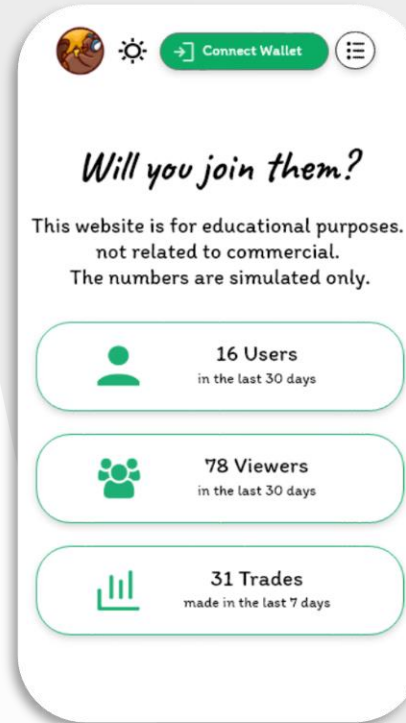 Connect Wallet
Will you join them?
This website is for educational purposes.
not related to commercial.
The numbers are simulated only.
16 Users
in the last 30 days
78 Viewers
in the last 30 days
31 Trades
made in the last 7 days